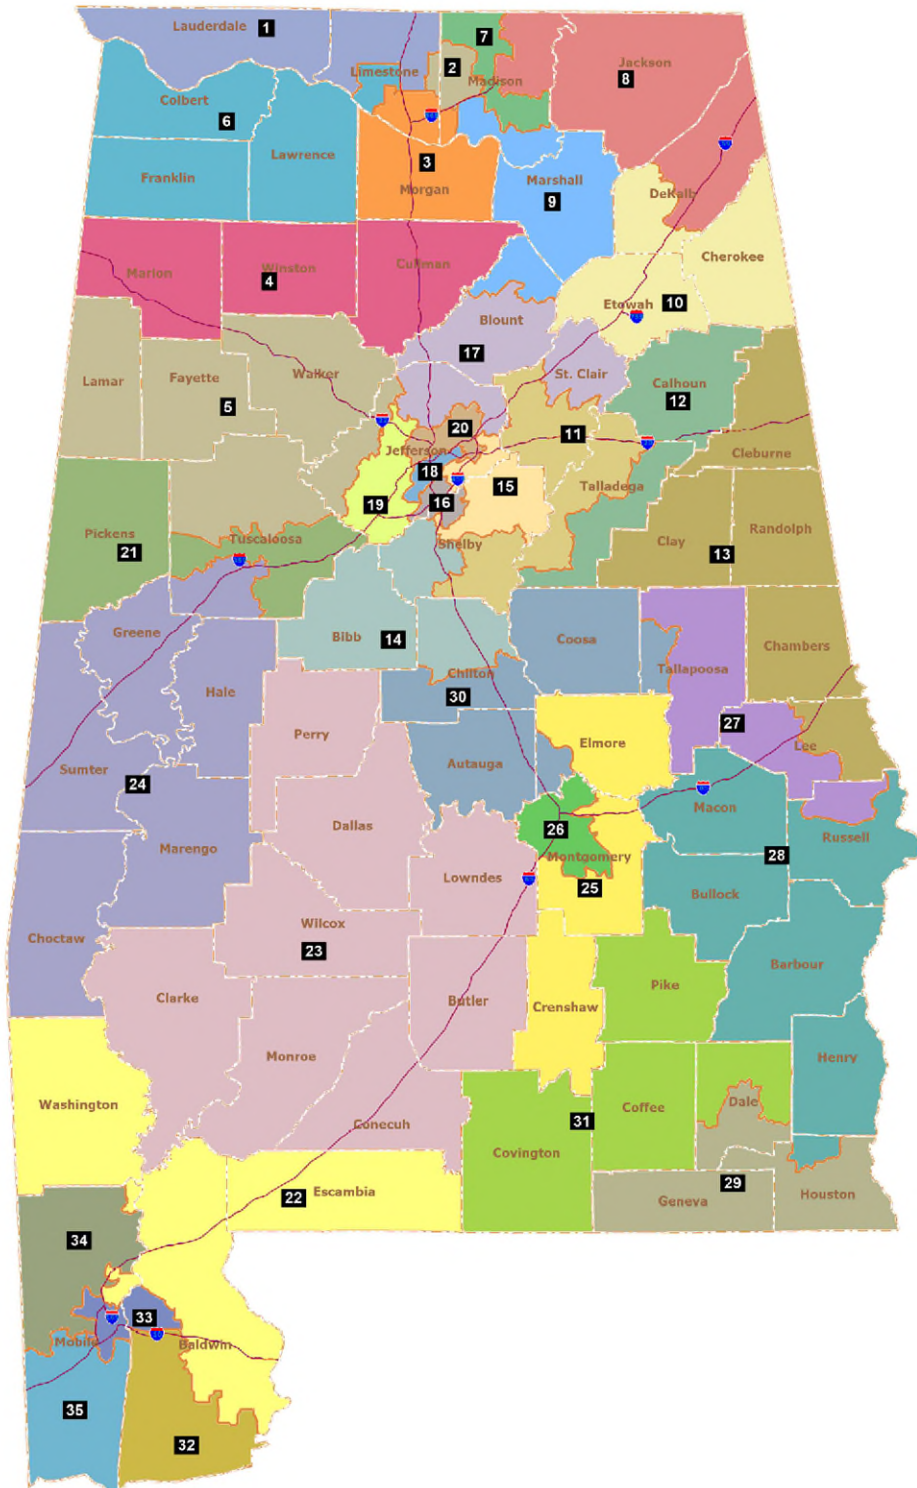 Lauderdale 1
7
2
Limestone
Madison
Jackson
8
Colbert
6
3
Lawrence
Franklin
Morgan
Marshall
9
DeKalb
Marion
Winston
4
Cullman
Cherokee
Etowah 10
Blount
17
Lamar
Fayette
5
Walker
St. Clair
Calhoun
12
20
11
Jefferson
18
Cleburne
19
16
15
Talladega
Pickens
21
Tuscaloosa
Shelby
Clay
13
Randolph
Greene
Bibb 14
Coosa
Chambers
Hale
Chilton
30
Tallapoosa
27
Perry
Elmore
Lee
Sumter
24
Autauga
Macon
Dallas
26
Russell
Marengo
Montgomery
28
Lowndes
25
Bullock
Choctaw
Wilcox
23
Barbour
Clarke
Butler
Crenshaw
Pike
Monroe
Henry
Washington
Conecuh
31
Coffee
Dale
Covington
22 Escambia
29
Geneva
Houston
34
33
Mobile
Baldwin
35
32